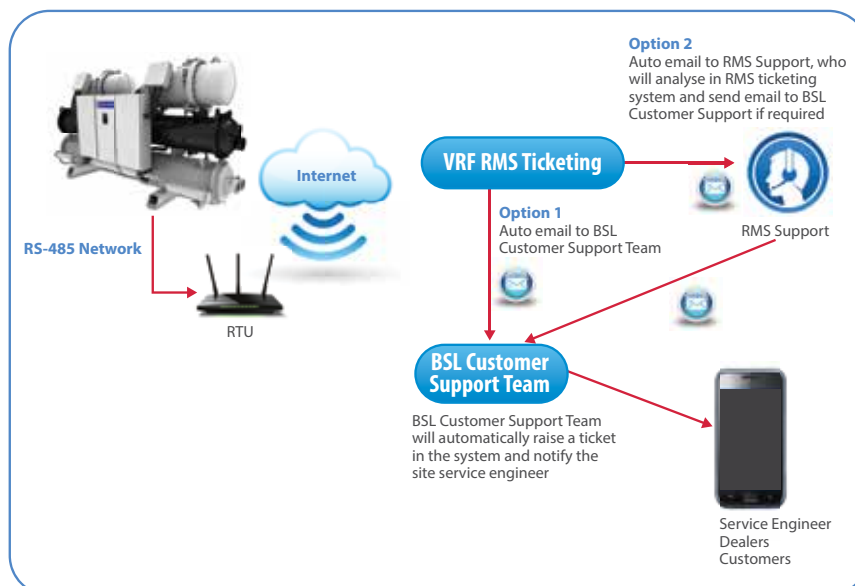 Option 2
Auto email to RMS Support, who
will analyse in RMS ticketing
system and send email to BSL
Customer Support if required
VRF RMS Ticketing
Internet
Option 1
Auto email to BSL
Customer Support Team
RMS Support
RS-485 Network
RTU
BSL Customer
Support Team
BSL Customer Support Team
will automatically raise a ticket
in the system and notify the
site service engineer
Service Engineer
Dealers
Customers